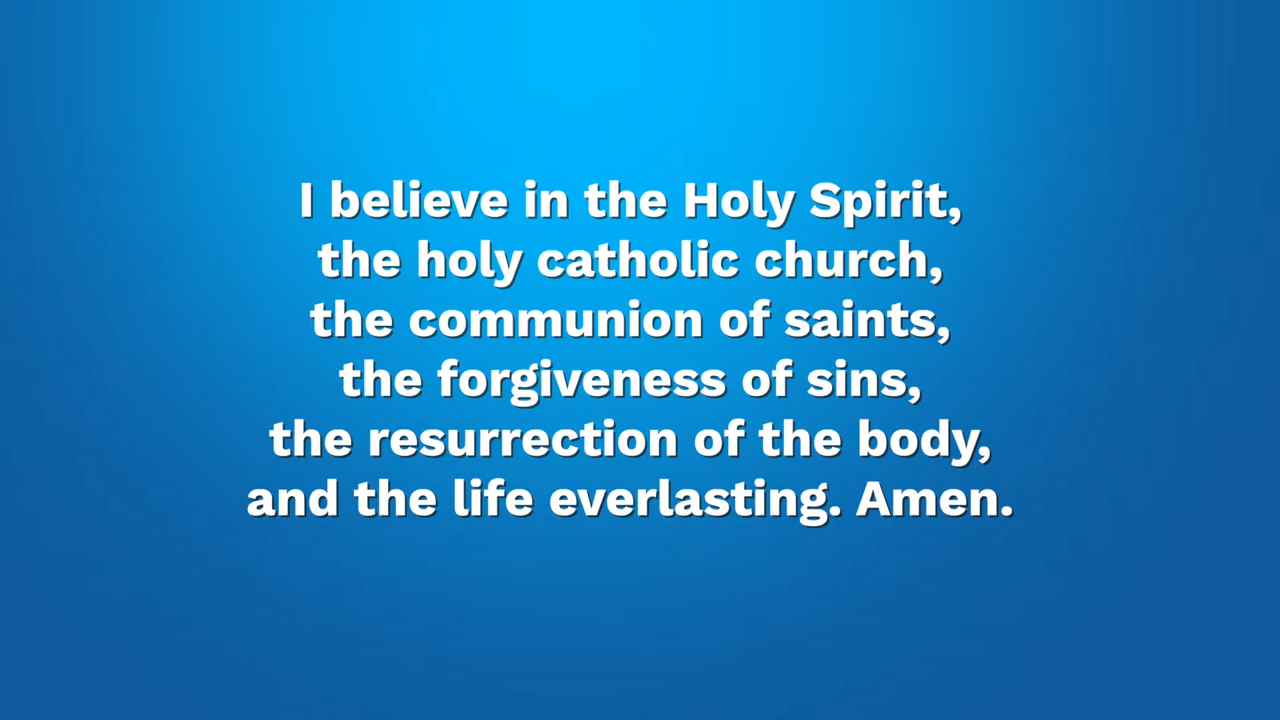 I believe in the Holy Spirit,
the holy catholic church,
the communion of saints,
the forgiveness of sins,
the resurrection of the body,
and the life everlasting. Amen.